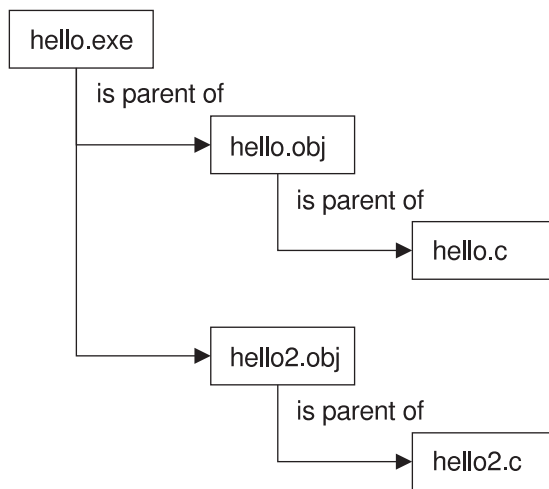 hello.exe
is parent of
hello.obj
is parent of
hello.c
hello2.obj
is parent of
hello2.c